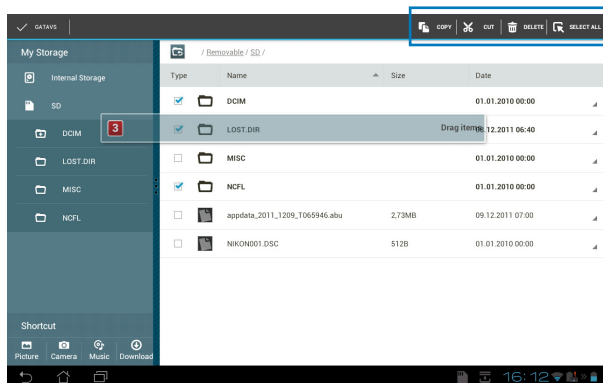 GATAVS COPY CUT DELETE SELECT ALL
My Storage / Removable / SD /
Internal Storage Type Name Size Date
SD DCIM 01.01.2010 00:00
DCIM 3 LOST.DIR Drag items 12.2011 06:40
LOST.DIR MISC 01.01.2010 00:00
MISC NCFL 01.01.2010 00:00
NCFL appdata_2011_1209_T065946.abu 2,73MB 09.12.2011 07:00
NIKON001.DSC 512B 01.01.2010 00:00
Shortcut
Picture Camera Music Download
16:12